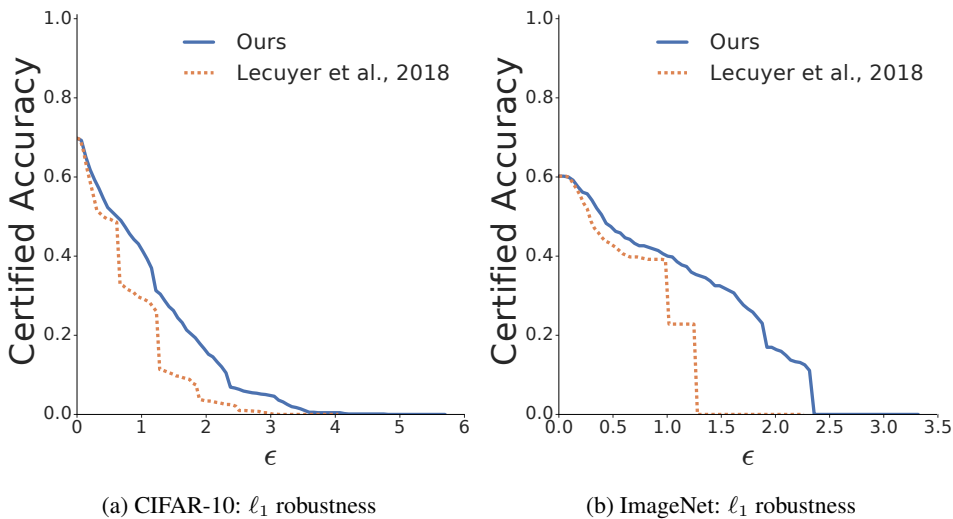 1.0
0.8
0.6
0.4
0.2
0.0
0 1 2 3 4 5 6
Certified Accuracy
ϵ
Ours
Lecuyer et al., 2018
(a) CIFAR-10: ℓ₁ robustness
1.0
0.8
0.6
0.4
0.2
0.0
0.0 0.5 1.0 1.5 2.0 2.5 3.0 3.5
Certified Accuracy
ϵ
Ours
Lecuyer et al., 2018
(b) ImageNet: ℓ₁ robustness